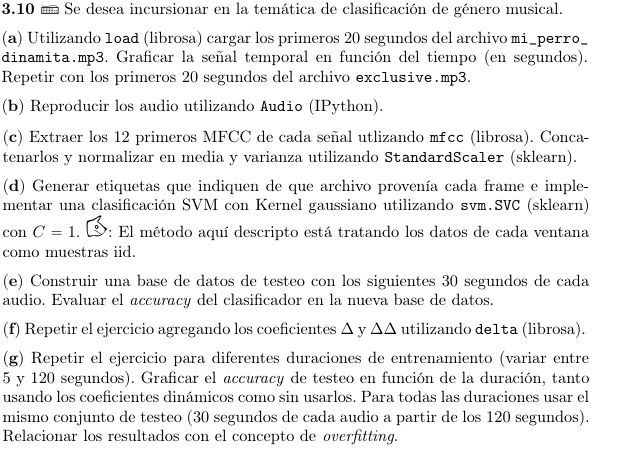 3.10 ⌨ Se desea incursionar en la temática de clasificación de género musical.
(a) Utilizando load (librosa) cargar los primeros 20 segundos del archivo mi_perro_
dinamita.mp3. Graficar la señal temporal en función del tiempo (en segundos).
Repetir con los primeros 20 segundos del archivo exclusive.mp3.
(b) Reproducir los audio utilizando Audio (IPython).
(c) Extraer los 12 primeros MFCC de cada señal utlizando mfcc (librosa). Conca-
tenarlos y normalizar en media y varianza utilizando StandardScaler (sklearn).
(d) Generar etiquetas que indiquen de que archivo provenía cada frame e imple-
mentar una clasificación SVM con Kernel gaussiano utilizando svm.SVC (sklearn)
con C = 1. ☞: El método aquí descripto está tratando los datos de cada ventana
como muestras iid.
(e) Construir una base de datos de testeo con los siguientes 30 segundos de cada
audio. Evaluar el accuracy del clasificador en la nueva base de datos.
(f) Repetir el ejercicio agregando los coeficientes Δ y ΔΔ utilizando delta (librosa).
(g) Repetir el ejercicio para diferentes duraciones de entrenamiento (variar entre
5 y 120 segundos). Graficar el accuracy de testeo en función de la duración, tanto
usando los coeficientes dinámicos como sin usarlos. Para todas las duraciones usar el
mismo conjunto de testeo (30 segundos de cada audio a partir de los 120 segundos).
Relacionar los resultados con el concepto de overfitting.